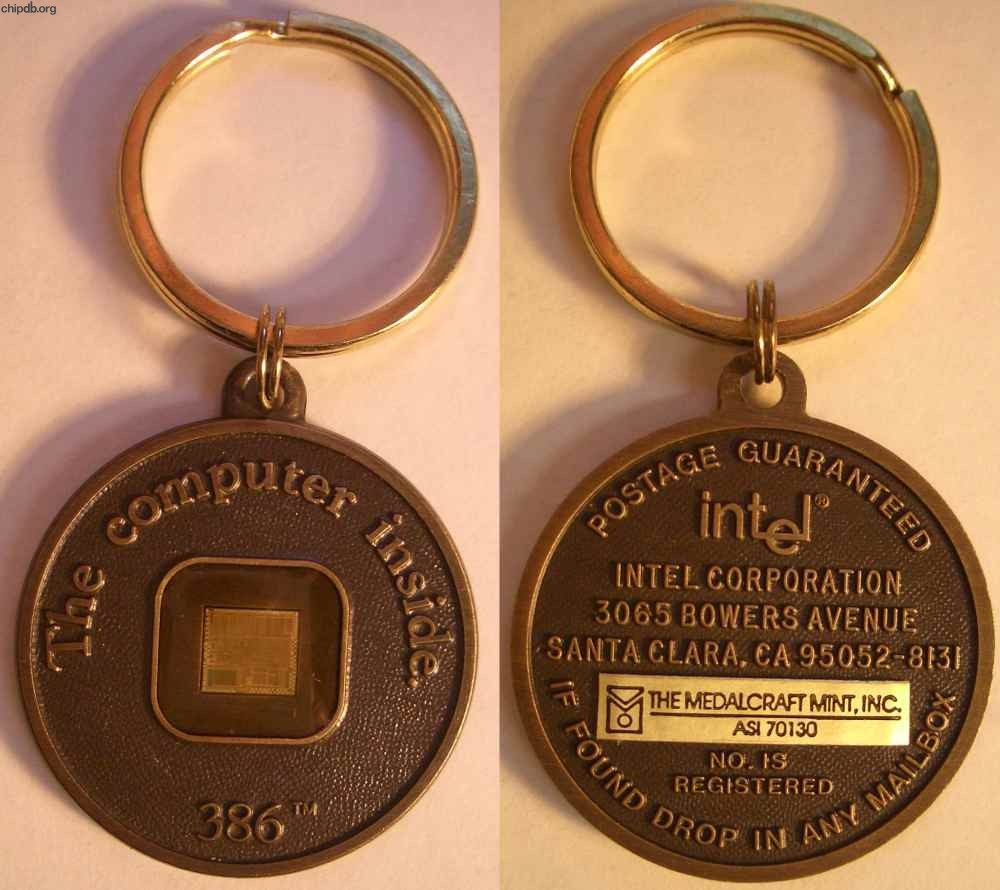 chipdb.org
The computer inside.
386™
POSTAGE GUARANTEED
intel®
INTEL CORPORATION
3065 BOWERS AVENUE
SANTA CLARA, CA 95052-8131
THE MEDALCRAFT MINT, INC.
ASI 70130
NO. IS
REGISTERED
IF FOUND DROP IN ANY MAILBOX